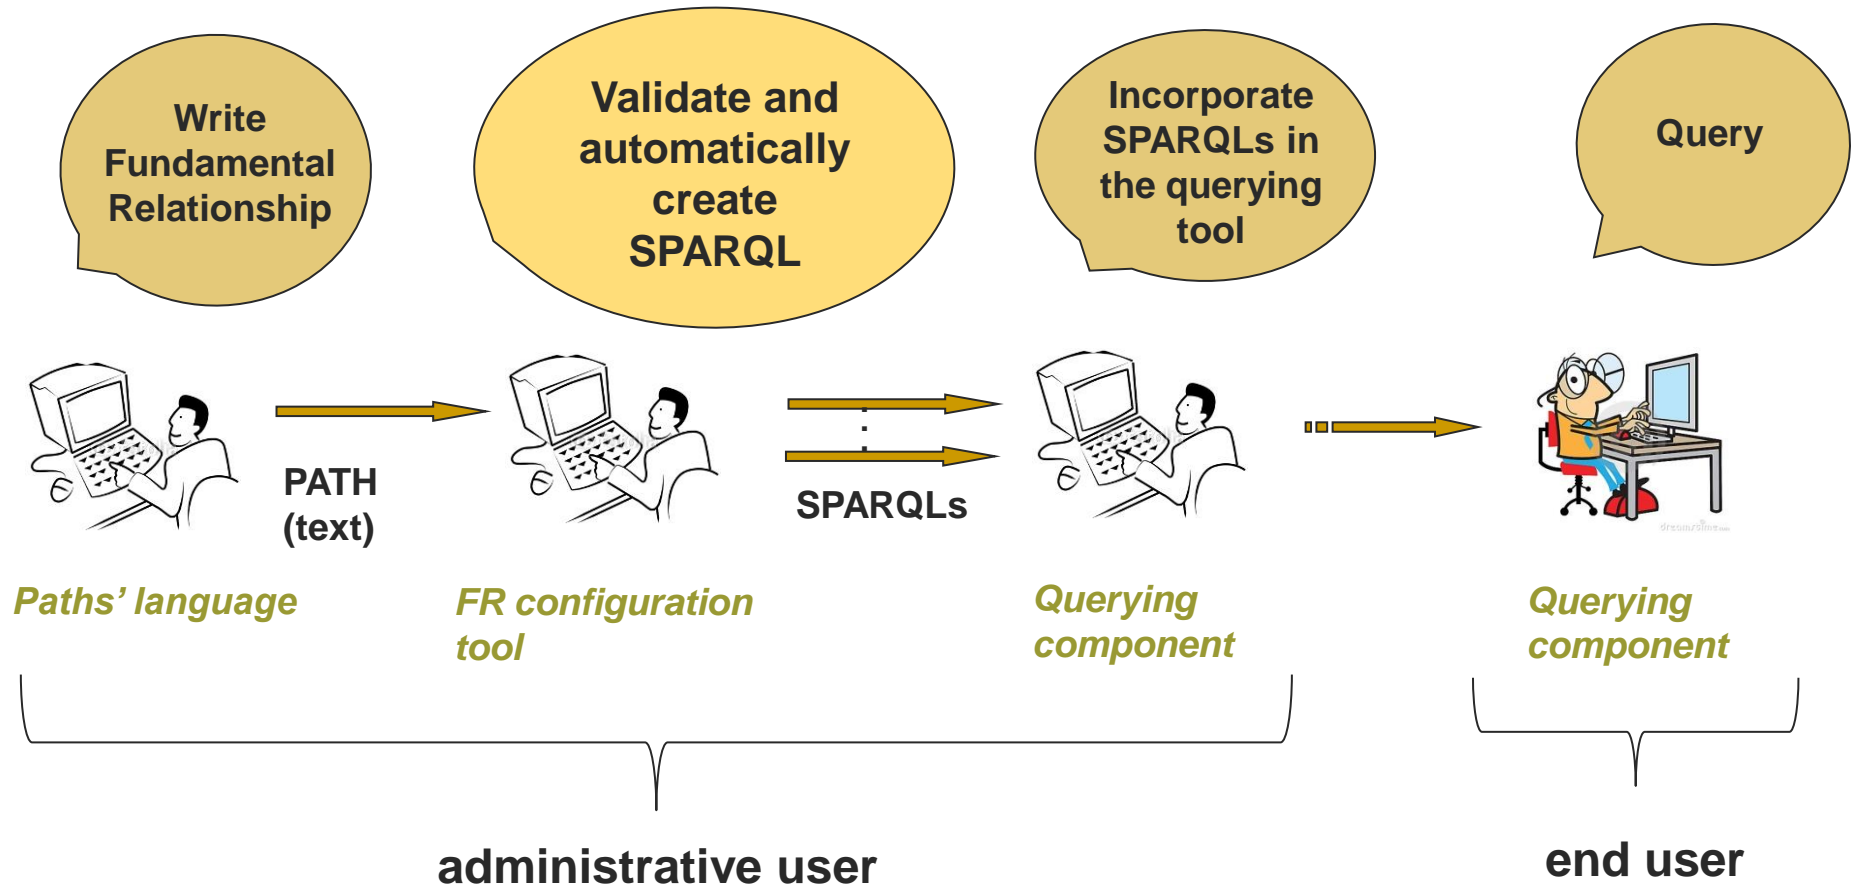 Write
Fundamental
Relationship
Validate and
automatically
create
SPARQL
Incorporate
SPARQLs in
the querying
tool
Query
PATH
(text)
SPARQLs
dreamstime
Paths’ language
FR configuration
tool
Querying
component
Querying
component
administrative user
end user